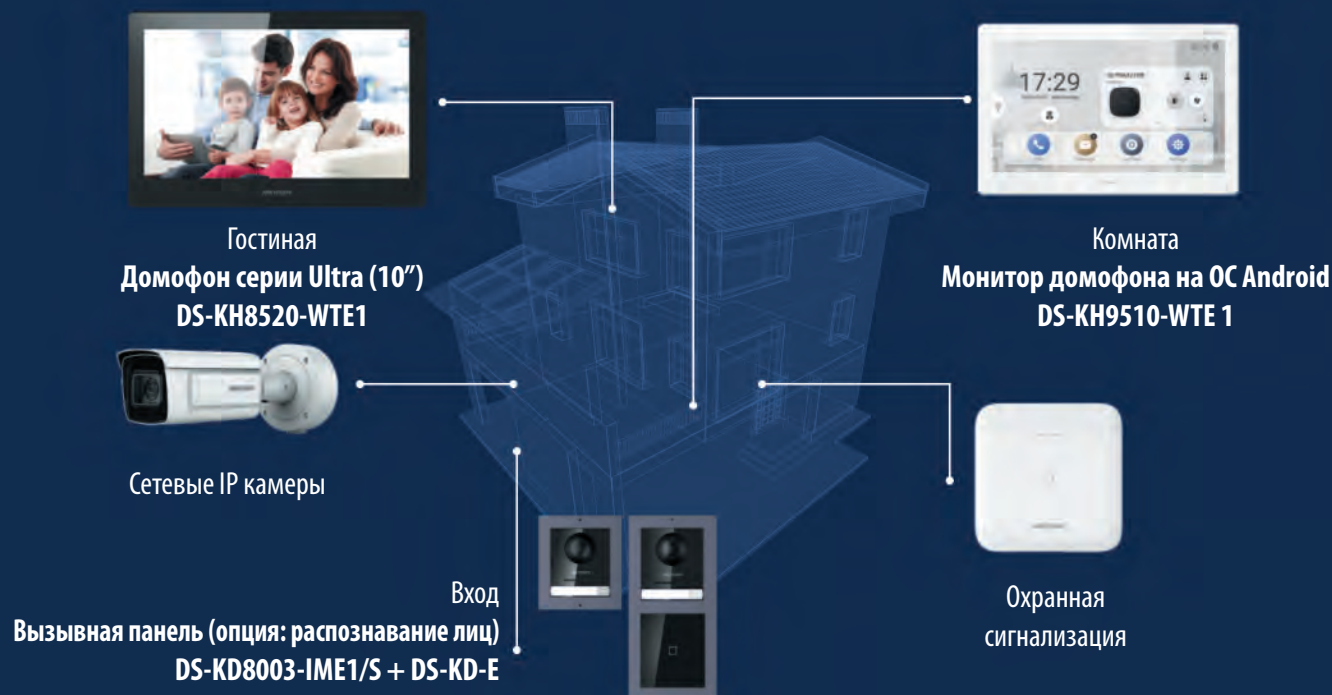 17:29
Гостиная
Домофон серии Ultra (10”)
DS-KH8520-WTE1
Комната
Монитор домофона на ОС Android
DS-KH9510-WTE 1
Сетевые IP камеры
Охранная
сигнализация
Вход
Вызывная панель (опция: распознавание лиц)
DS-KD8003-IME1/S + DS-KD-E